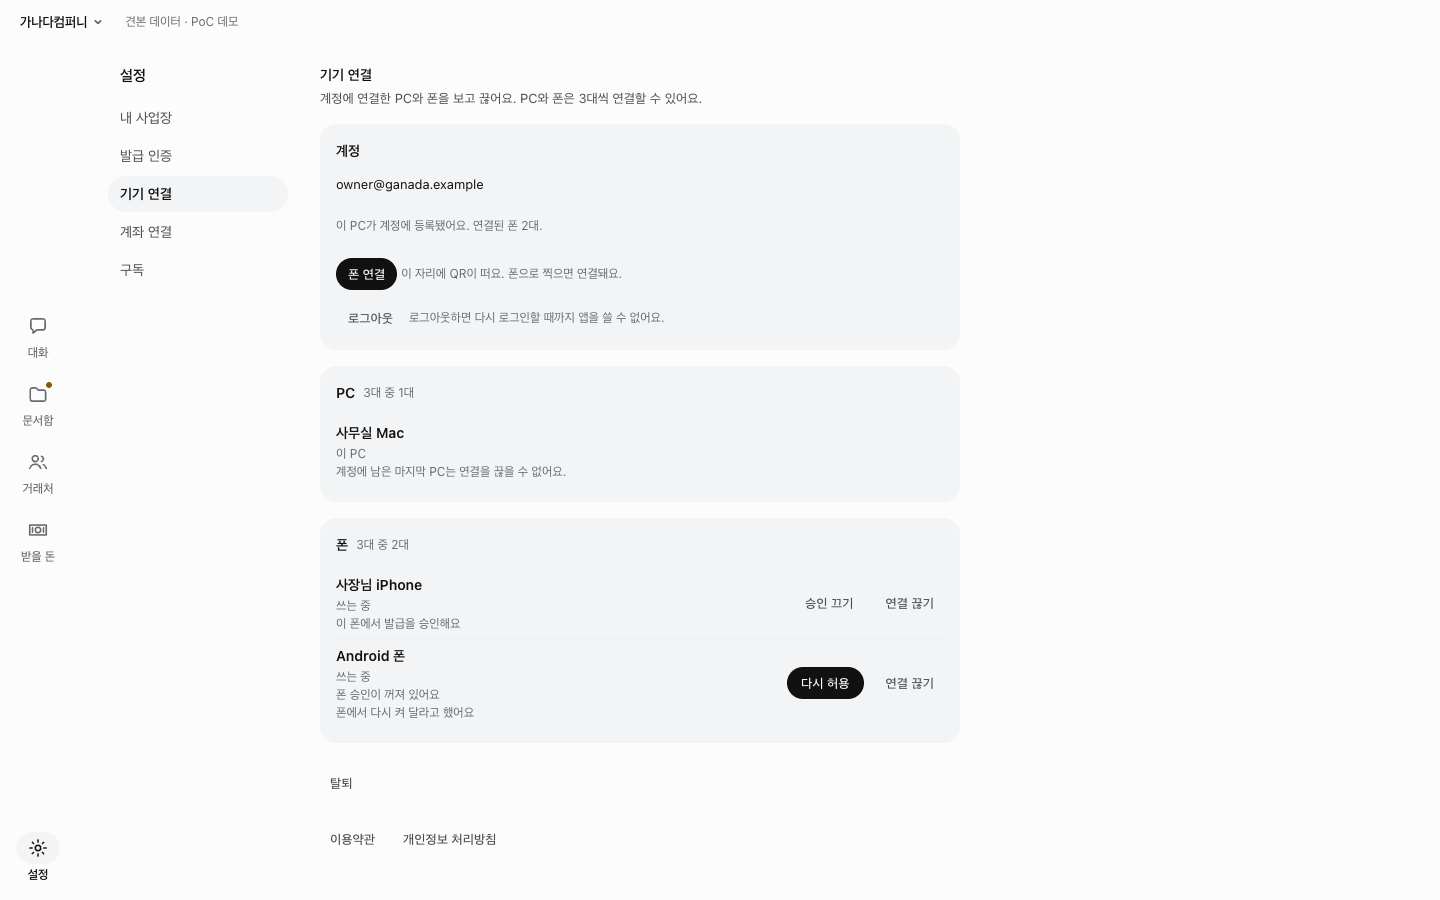 가나다컴퍼니
견본 데이터 · PoC 데모
설정
내 사업장
발급 인증
기기 연결
계좌 연결
구독
대화
문서함
거래처
받을 돈
설정
기기 연결
계정에 연결한 PC와 폰을 보고 끊어요. PC와 폰은 3대씩 연결할 수 있어요.
계정
owner@ganada.example
이 PC가 계정에 등록됐어요. 연결된 폰 2대.
폰 연결 이 자리에 QR이 떠요. 폰으로 찍으면 연결돼요.
로그아웃 로그아웃하면 다시 로그인할 때까지 앱을 쓸 수 없어요.
PC 3대 중 1대
사무실 Mac
이 PC
계정에 남은 마지막 PC는 연결을 끊을 수 없어요.
폰 3대 중 2대
사장님 iPhone
쓰는 중
이 폰에서 발급을 승인해요
승인 끄기 연결 끊기
Android 폰
쓰는 중
폰 승인이 꺼져 있어요
폰에서 다시 켜 달라고 했어요
다시 허용 연결 끊기
탈퇴
이용약관 개인정보 처리방침